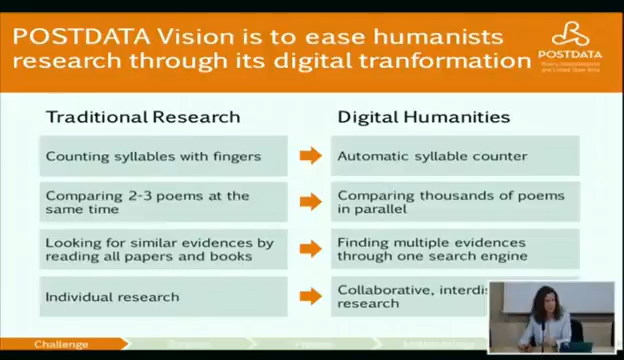 POSTDATA Vision is to ease humanists
research through its digital tranformation
POSTDATA
Traditional Research
Digital Humanities
Counting syllables with fingers
Automatic syllable counter
Comparing 2-3 poems at the
same time
Comparing thousands of poems
in parallel
Looking for similar evidences by
reading all papers and books
Finding multiple evidences
through one search engine
Individual research
Collaborative,
research
Challenge